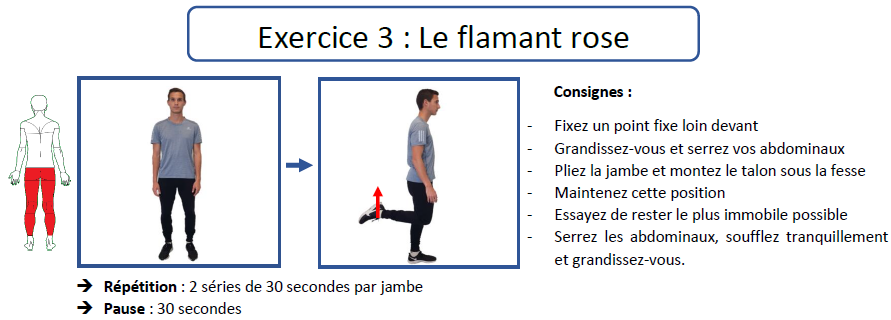 Exercice 3 : Le flamant rose
Consignes :
- Fixez un point fixe loin devant
- Grandissez-vous et serrez vos abdominaux
- Pliez la jambe et montez le talon sous la fesse
- Maintenez cette position
- Essayez de rester le plus immobile possible
- Serrez les abdominaux, soufflez tranquillement
et grandissez-vous.
➔ Répétition : 2 séries de 30 secondes par jambe
➔ Pause : 30 secondes